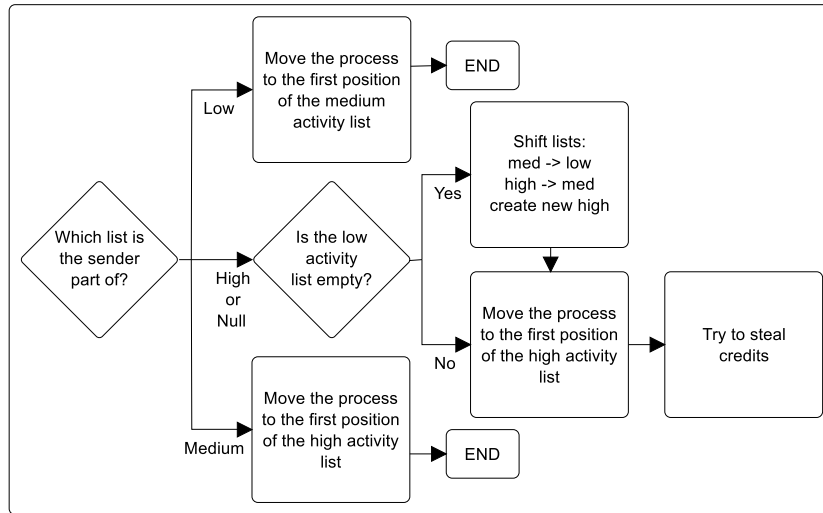 Which list is
the sender
part of?
Low
Move the process
to the first position
of the medium
activity list
END
High
or
Null
Is the low
activity
list empty?
Yes
Shift lists:
med -> low
high -> med
create new high
No
Move the process
to the first position
of the high activity
list
Try to steal
credits
Medium
Move the process
to the first position
of the high activity
list
END